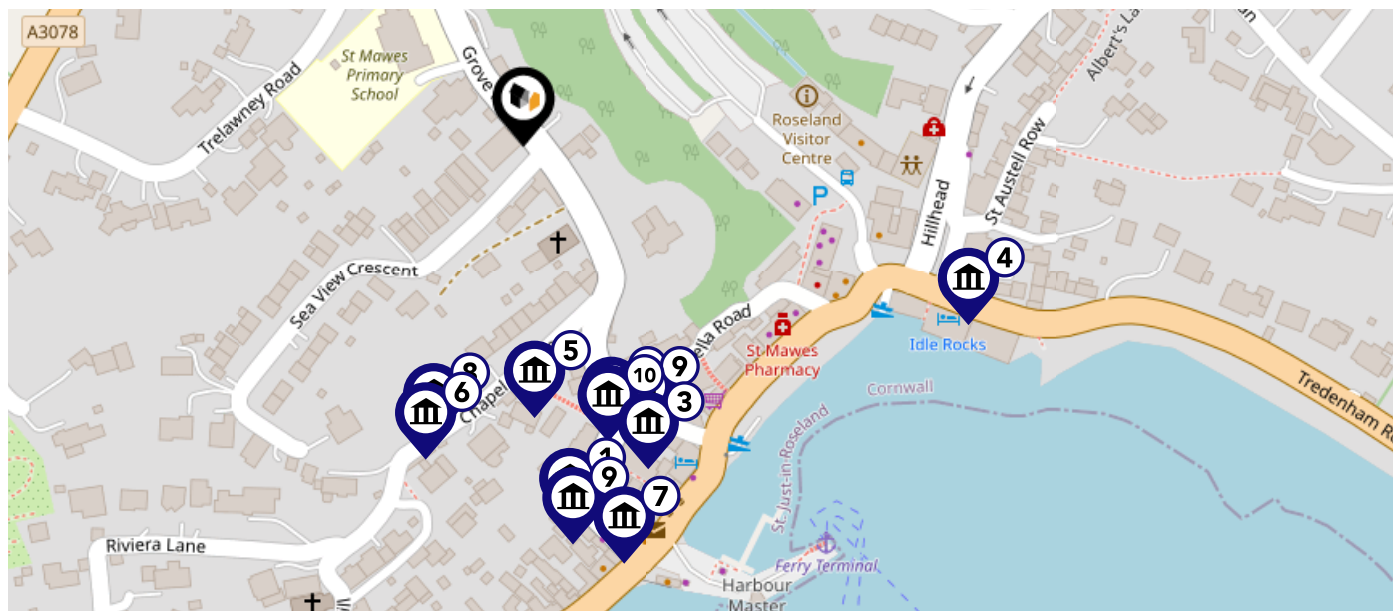 A3078
St Mawes
Primary
School
Trelawney Road
Grove
Roseland
Visitor
Centre
P
Albert's La
St Austell Row
Hillhead
4
Idle Rocks
Sea View Crescent
ella Road
St Mawes
Pharmacy
Cornwall
St. Just-in Roseland
Tredenham R
5
8
6
Chapel
10
9
3
1
9
7
Riviera Lane
Ferry Terminal
Harbour
Master